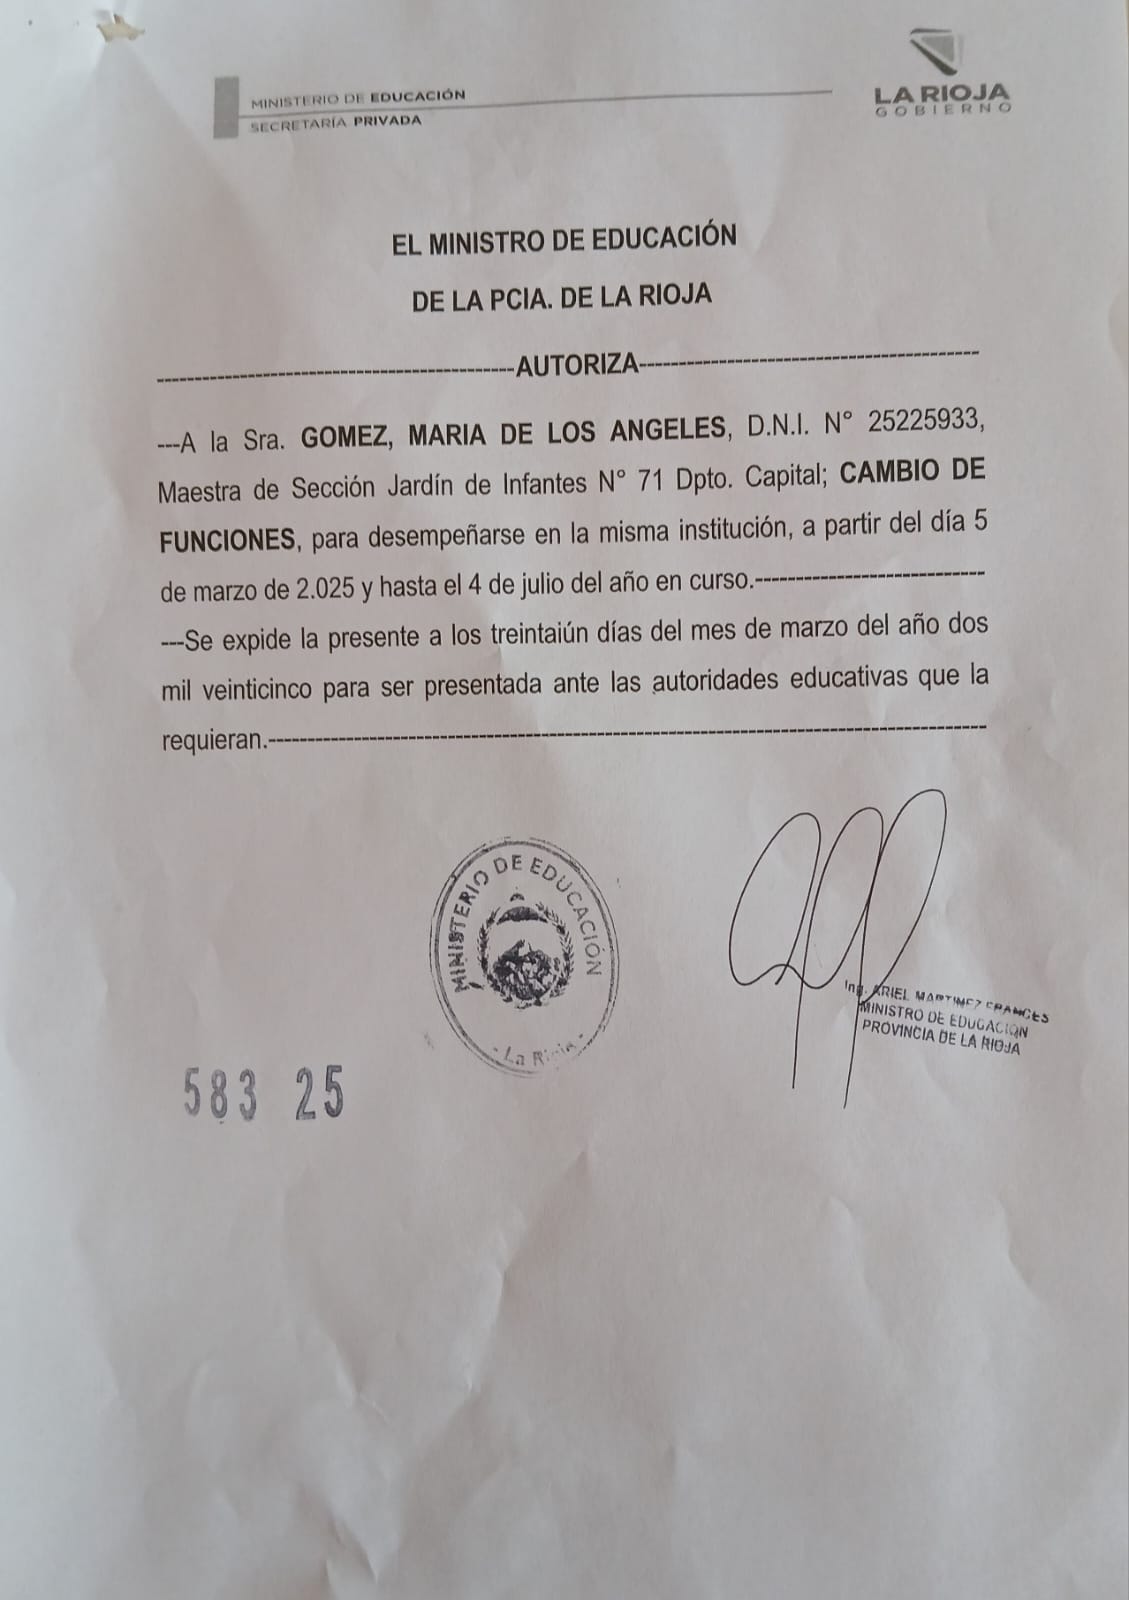 MINISTERIO DE EDUCACIÓN
SECRETARÍA PRIVADA
LA RIOJA
GOBIERNO
EL MINISTRO DE EDUCACIÓN
DE LA PCIA. DE LA RIOJA
------------------------------------------------AUTORIZA----------------------------------------------
---A la Sra. GOMEZ, MARIA DE LOS ANGELES, D.N.I. N° 25225933,
Maestra de Sección Jardín de Infantes N° 71 Dpto. Capital; CAMBIO DE
FUNCIONES, para desempeñarse en la misma institución, a partir del día 5
de marzo de 2.025 y hasta el 4 de julio del año en curso.-------------------------------
---Se expide la presente a los treintaiún días del mes de marzo del año dos
mil veinticinco para ser presentada ante las autoridades educativas que la
requieran.------------------------------------------------------------------------------------------------
MINISTERIO DE EDUCACIÓN
- La Rioja -
Ing. ARIEL MARTINEZ FRANCES
MINISTRO DE EDUCACIÓN
PROVINCIA DE LA RIOJA
583 25